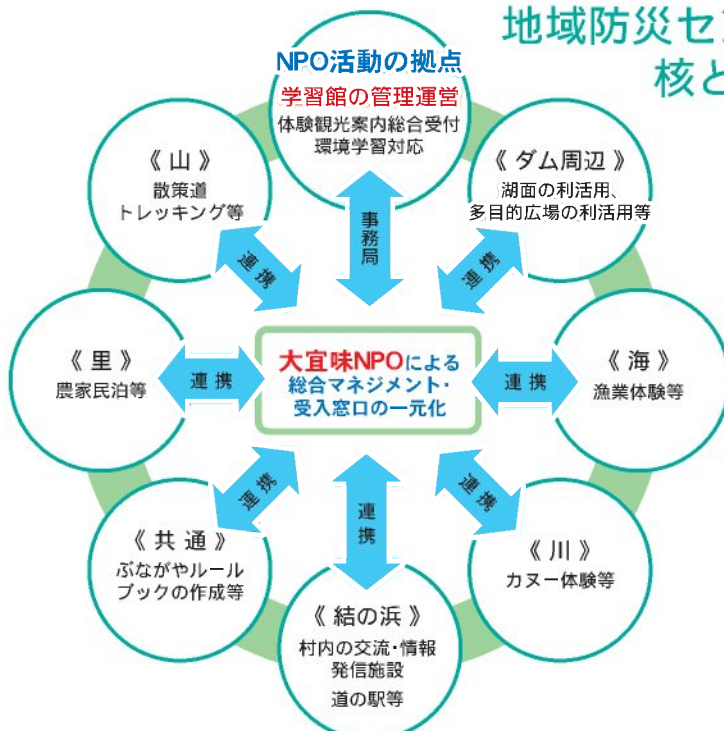 地域防災セ
核と
NPO活動の拠点
学習館の管理運営
体験観光案内総合受付
環境学習対応
《 山 》
散策道
トレッキング等
《 ダム周辺 》
湖面の利活用、
多目的広場の利活用等
事務局
連携
連携
《 里 》
農家民泊等
連携
大宜味NPOによる
総合マネジメント・
受入窓口の一元化
連携
《 海 》
漁業体験等
連携
連携
連携
《 共 通 》
ぶながやルール
ブックの作成等
《 川 》
カヌー体験等
《 結の浜 》
村内の交流・情報
発信施設
道の駅等